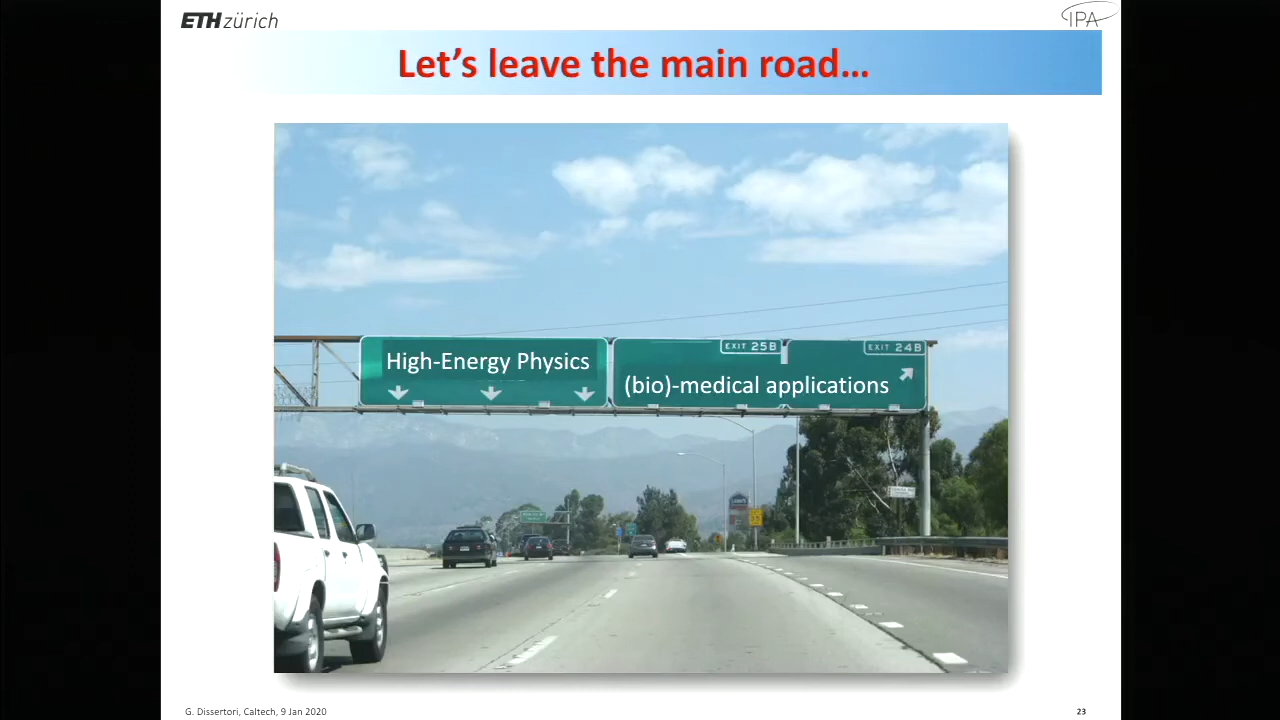 ETH zürich
IPA
Let's leave the main road...
EXIT 25B
EXIT 24B
High-Energy Physics
(bio)-medical applications
G. Dissertori, Caltech, 9 Jan 2020
23